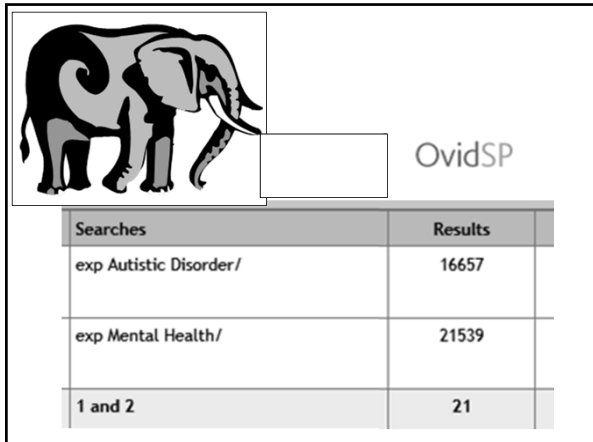 OvidSP
Searches Results
exp Autistic Disorder/ 16657
exp Mental Health/ 21539
1 and 2 21